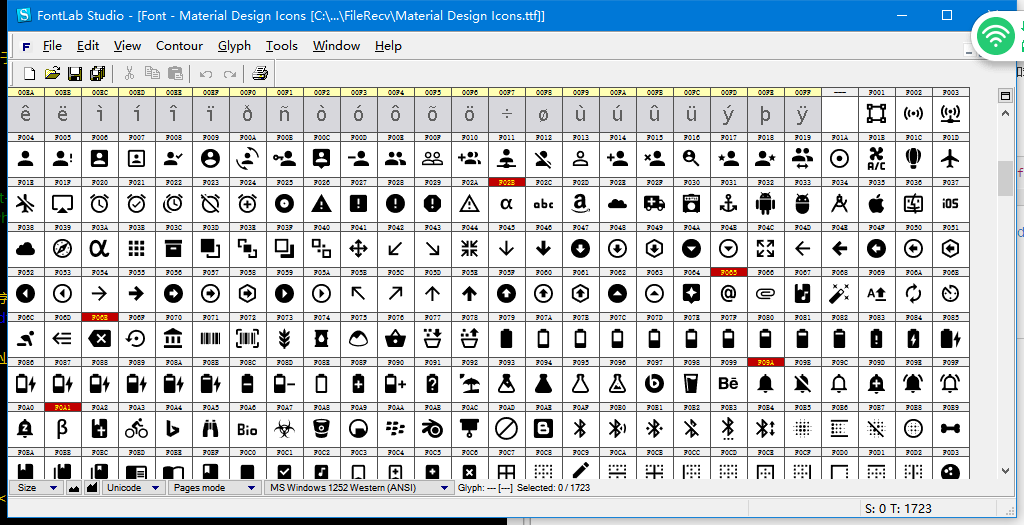 FontLab Studio - [Font - Material Design Icons [C:\...\FileRecv\Material Design Icons.ttf]]
File Edit View Contour Glyph Tools Window Help
00EA 00EB 00EC 00ED 00EE 00EF 00F0 00F1 00F2 00F3 00F4 00F5 00F6 00F7 00F8 00F9 00FA 00FB 00FC 00FD 00FE 00FF ---- F001 F002 F003
ê ë ì í î ï ð ñ ò ó ô õ ö ÷ ø ù ú û ü ý þ ÿ
F004 F005 F006 F007 F008 F009 F00A F00B F00C F00D F00E F00F F010 F011 F012 F013 F014 F015 F016 F017 F018 F019 F01A F01B F01C F01D
A/C
F01E F01F F020 F021 F022 F023 F024 F025 F026 F027 F028 F029 F02A F02B F02C F02D F02E F02F F030 F031 F032 F033 F034 F035 F036 F037
α abc a iOS
F038 F039 F03A F03B F03C F03D F03E F03F F040 F041 F042 F043 F044 F045 F046 F047 F048 F049 F04A F04B F04C F04D F04E F04F F050 F051
α
F052 F053 F054 F055 F056 F057 F058 F059 F05A F05B F05C F05D F05E F05F F060 F061 F062 F063 F064 F065 F066 F067 F068 F069 F06A F06B
@ A
F06C F06D F06E F06F F070 F071 F072 F073 F074 F075 F076 F077 F078 F079 F07A F07B F07C F07D F07E F07F F080 F081 F082 F083 F084 F085
F086 F087 F088 F089 F08A F08B F08C F08D F08E F08F F090 F091 F092 F093 F094 F095 F096 F097 F098 F099 F09A F09B F09C F09D F09E F09F
? b Bē
F0A0 F0A1 F0A2 F0A3 F0A4 F0A5 F0A6 F0A7 F0A8 F0A9 F0AA F0AB F0AC F0AD F0AE F0AF F0B0 F0B1 F0B2 F0B3 F0B4 F0B5 F0B6 F0B7 F0B8 F0B9
β b Bio B
F0BA F0BB F0BC F0BD F0BE F0BF F0C0 F0C1 F0C2 F0C3 F0C4 F0C5 F0C6 F0C7 F0C8 F0C9 F0CA F0CB F0CC F0CD F0CE F0CF F0D0 F0D1 F0D2 F0D3
Size Unicode Pages mode MS Windows 1252 Western (ANSI) Glyph: --- [---] Selected: 0 / 1723
S: 0 T: 1723